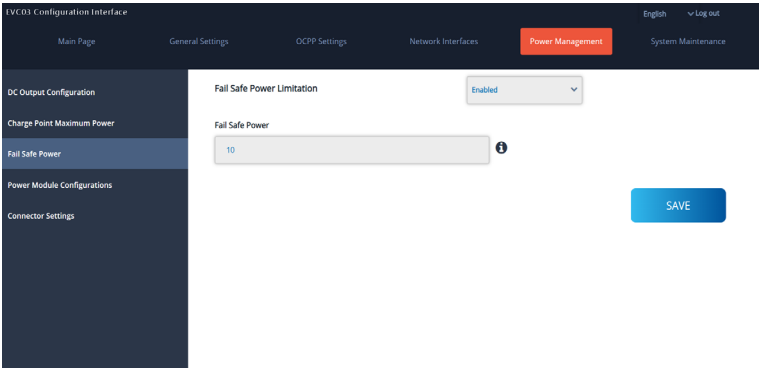 EVC03 Configuration Interface
English
Log out
Main Page
General Settings
OCPP Settings
Network Interfaces
Power Management
System Maintenance
DC Output Configuration
Charge Point Maximum Power
Fail Safe Power
Power Module Configurations
Connector Settings
Fail Safe Power Limitation
Enabled
Fail Safe Power
10
SAVE